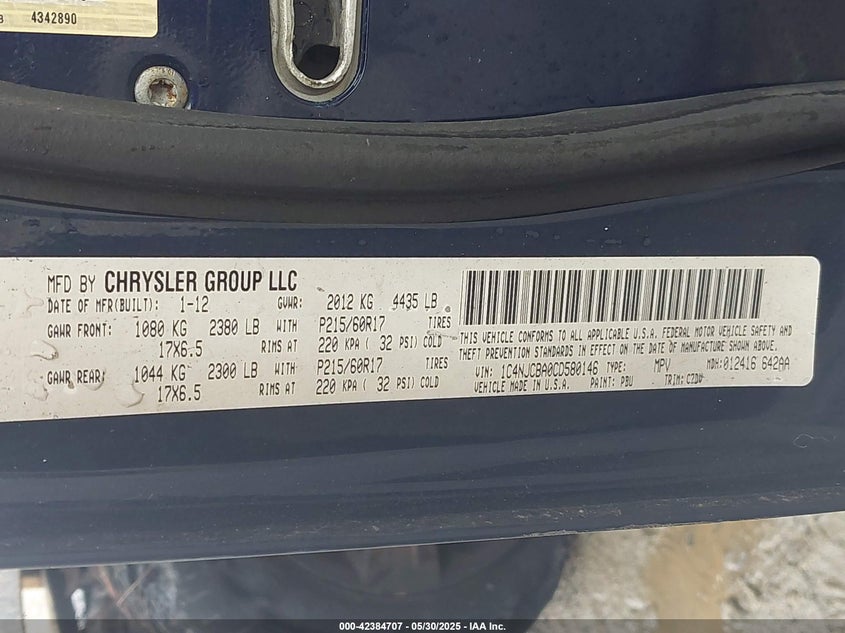 4342890
MFD BY CHRYSLER GROUP LLC
DATE OF MFR(BUILT): 1-12 GVWR: 2012 KG 4435 LB
GAWR FRONT: 1080 KG 2380 LB WITH P215/60R17 TIRES
17X6.5 RIMS AT 220 KPA ( 32 PSI) COLD
GAWR REAR: 1044 KG 2300 LB WITH P215/60R17 TIRES
17X6.5 RIMS AT 220 KPA ( 32 PSI) COLD
THIS VEHICLE CONFORMS TO ALL APPLICABLE U.S.A. FEDERAL MOTOR VEHICLE SAFETY AND
THEFT PREVENTION STANDARDS IN EFFECT ON THE DATE OF MANUFACTURE SHOWN ABOVE.
VIN: 1C4NJCBA0CD580146 TYPE: MPV MDH:012416 642AA
VEHICLE MADE IN U.S.A. PAINT: PBU TRIM: C2DV
000-42384707 - 05/30/2025 - IAA Inc.